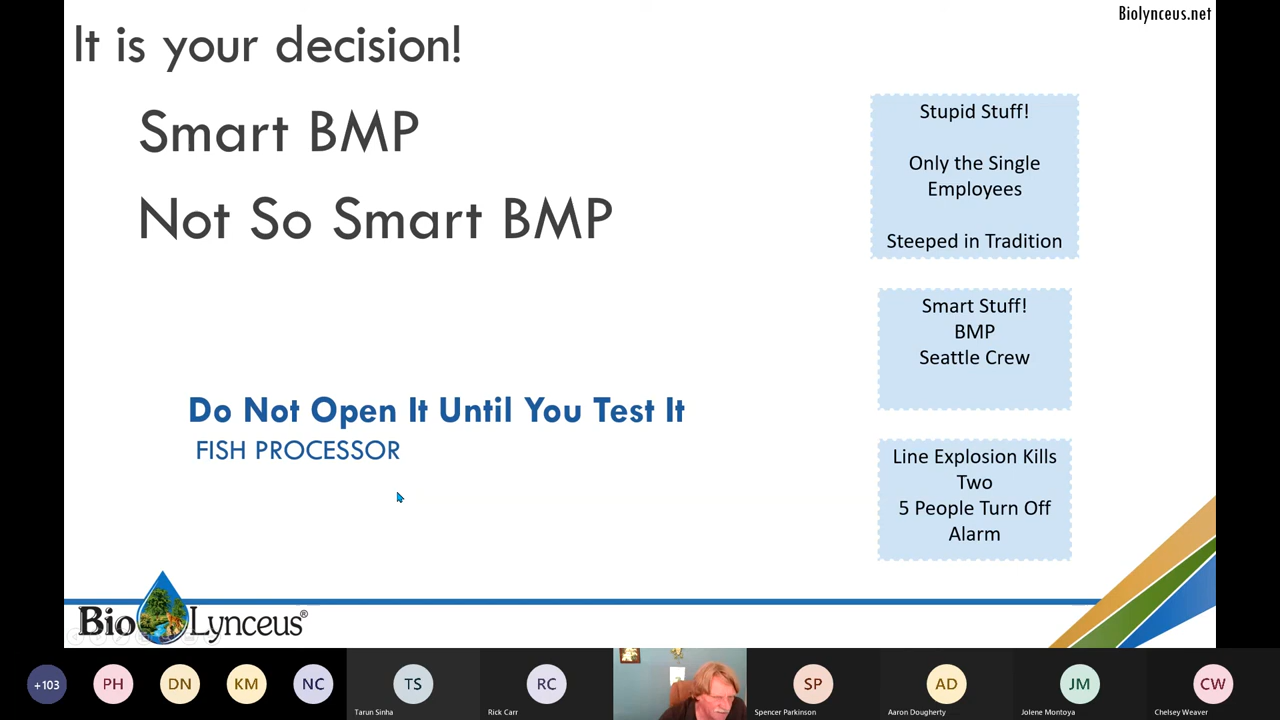 Biolynceus.net
It is your decision!
Smart BMP
Not So Smart BMP
Stupid Stuff!
Only the Single
Employees
Steeped in Tradition
Smart Stuff!
BMP
Seattle Crew
Do Not Open It Until You Test It
FISH PROCESSOR
Line Explosion Kills
Two
5 People Turn Off
Alarm
Bio Lynceus®
+103
PH
DN
KM
NC
TS
RC
SP
AD
JM
CW
Tarun Sinha
Rick Carr
Spencer Parkinson
Aaron Dougherty
Jolene Montoya
Chelsey Weaver